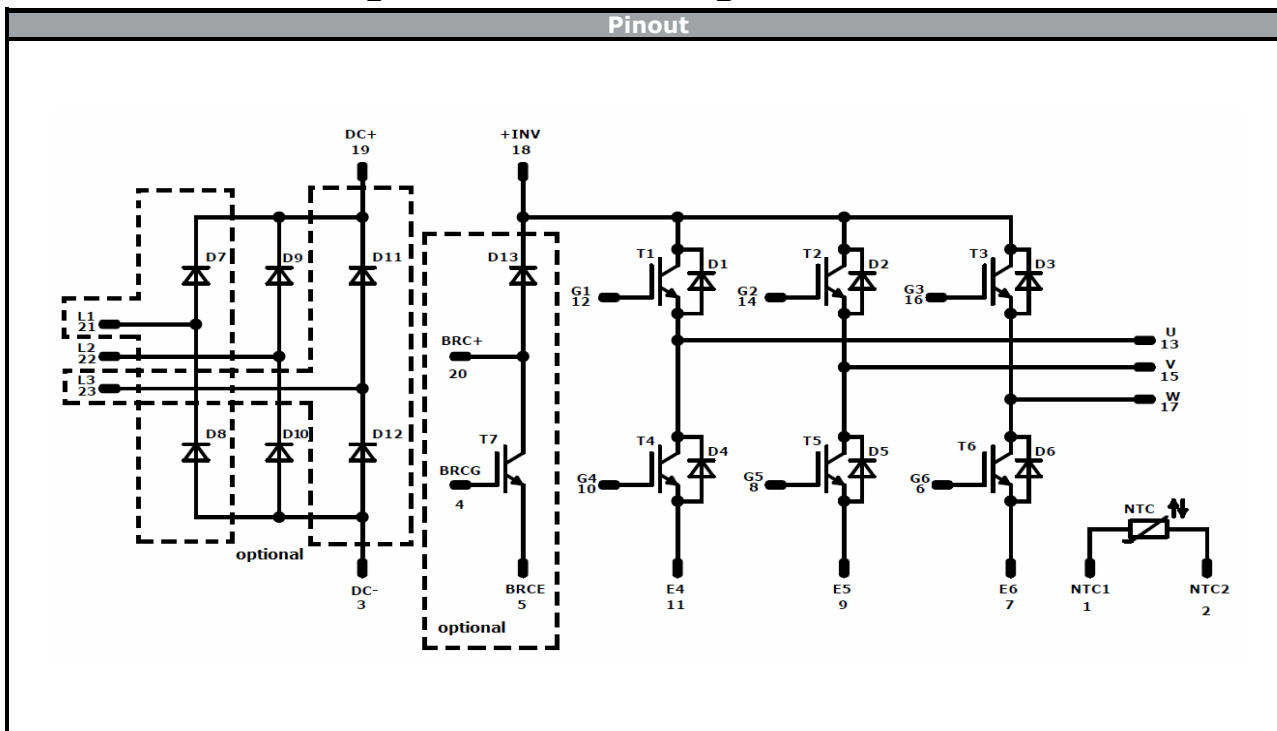 Pinout
DC+
19
+INV
18
D7
D9
D11
D13
T1
D1
T2
D2
T3
D3
G1
12
G2
14
G3
16
L1
21
L2
22
L3
23
BRC+
20
U
13
V
15
W
17
D8
D10
D12
T7
BRCG
4
T4
D4
G4
10
T5
D5
G5
8
T6
D6
G6
6
NTC
optional
DC-
3
BRCE
5
optional
E4
11
E5
9
E6
7
NTC1
1
NTC2
2